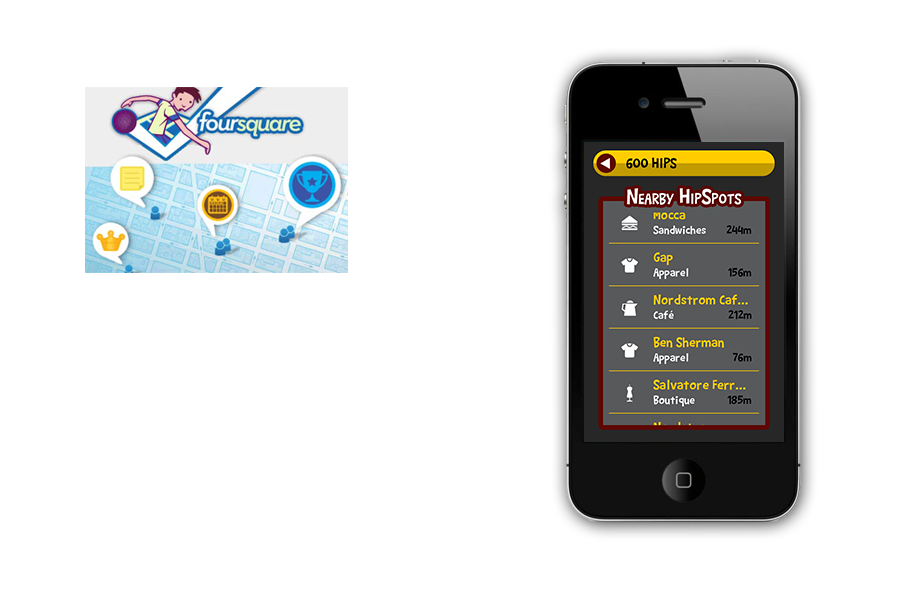 foursquare
600 HIPS
Nearby HipSpots
Mocca
Sandwiches 244m
Gap
Apparel 156m
Nordstrom Caf...
Café 212m
Ben Sherman
Apparel 76m
Salvatore Ferr...
Boutique 185m